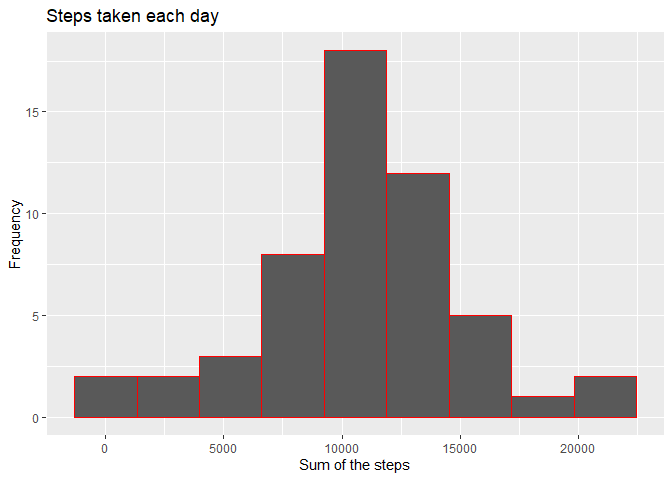 Steps taken each day
15
10
5
0
Frequency
0 5000 10000 15000 20000
Sum of the steps